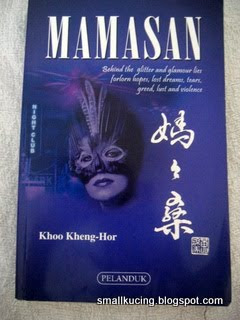 MAMASAN
Behind the glitter and glamour lies
forlorn hopes, lost dreams, tears,
greed, lust and violence
NIGHT CLUB
媽
々
桑
Khoo Kheng-Hor
PELANDUK
smallkucing.blogspot.com